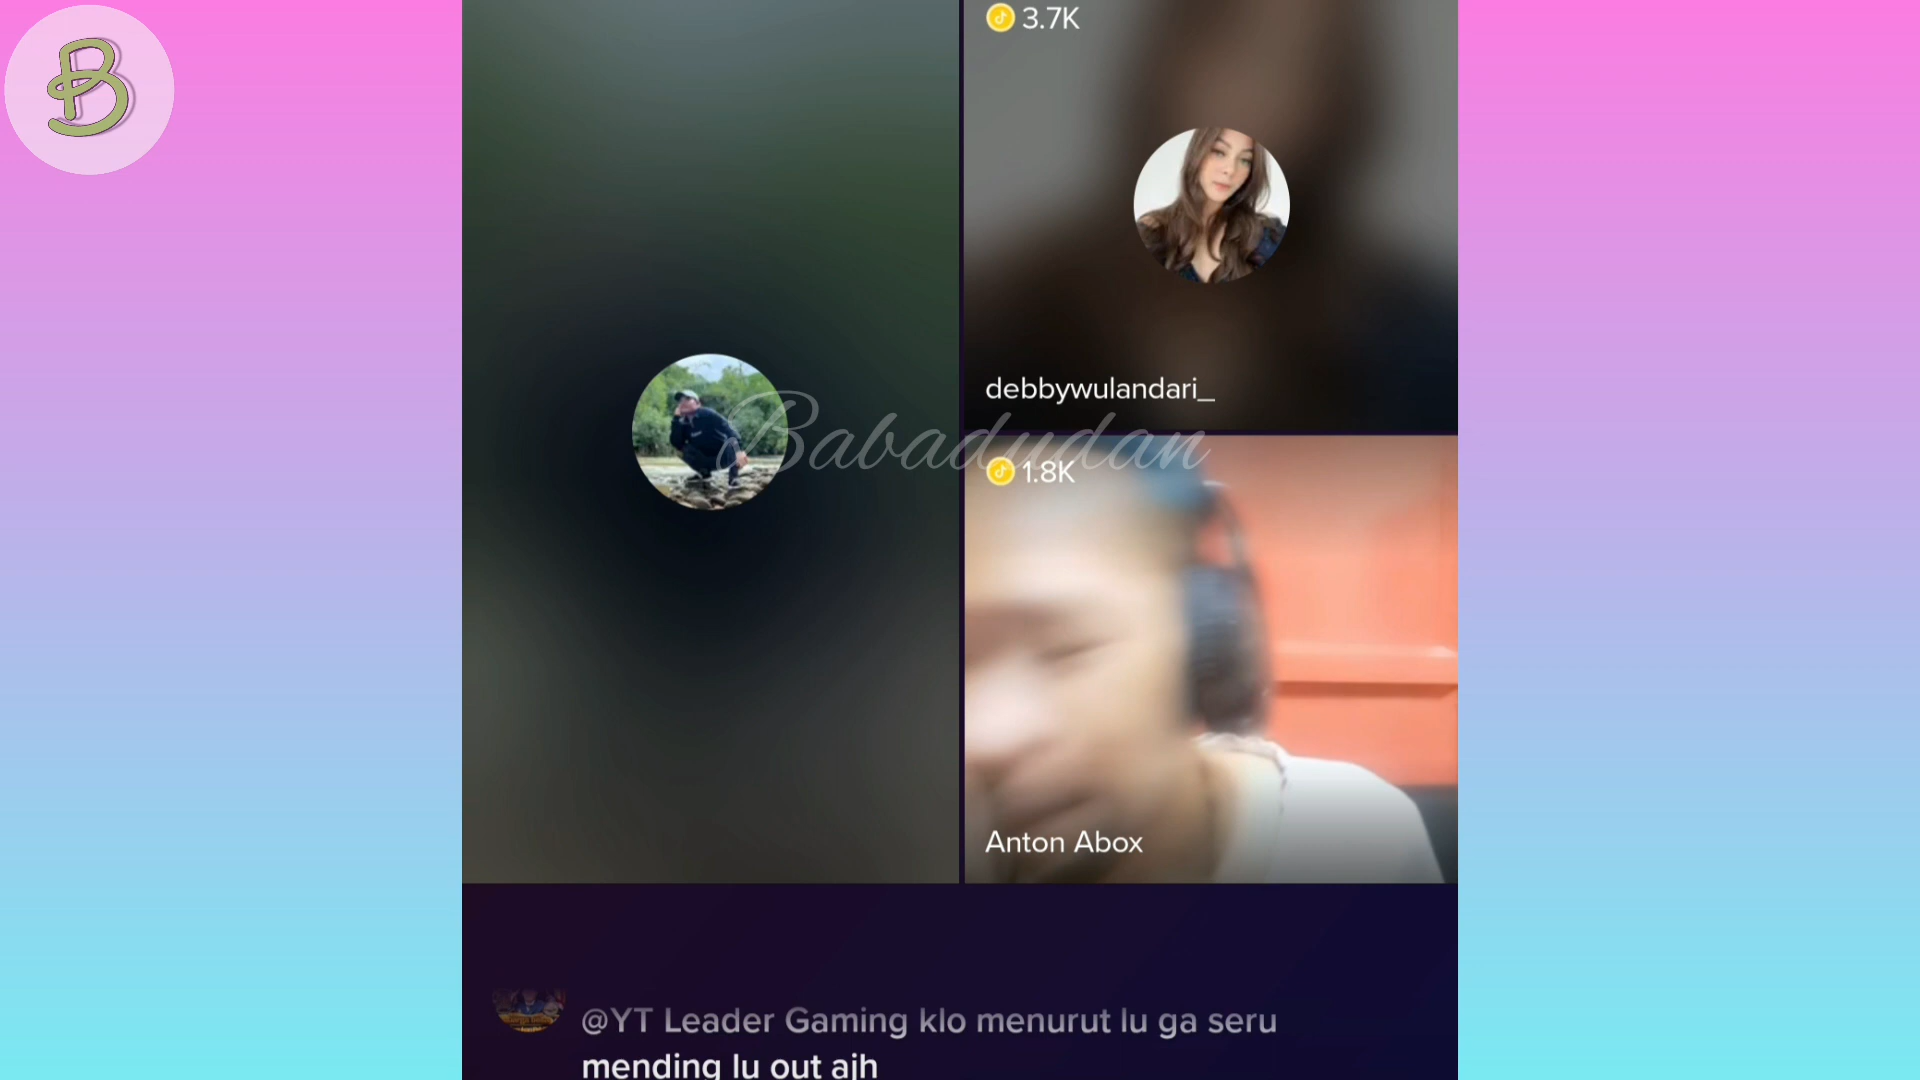 B
3.7K
debbywulandari_
Babadudan
1.8K
Anton Abox
@YT Leader Gaming klo menurut lu ga seru
mending lu out ajh